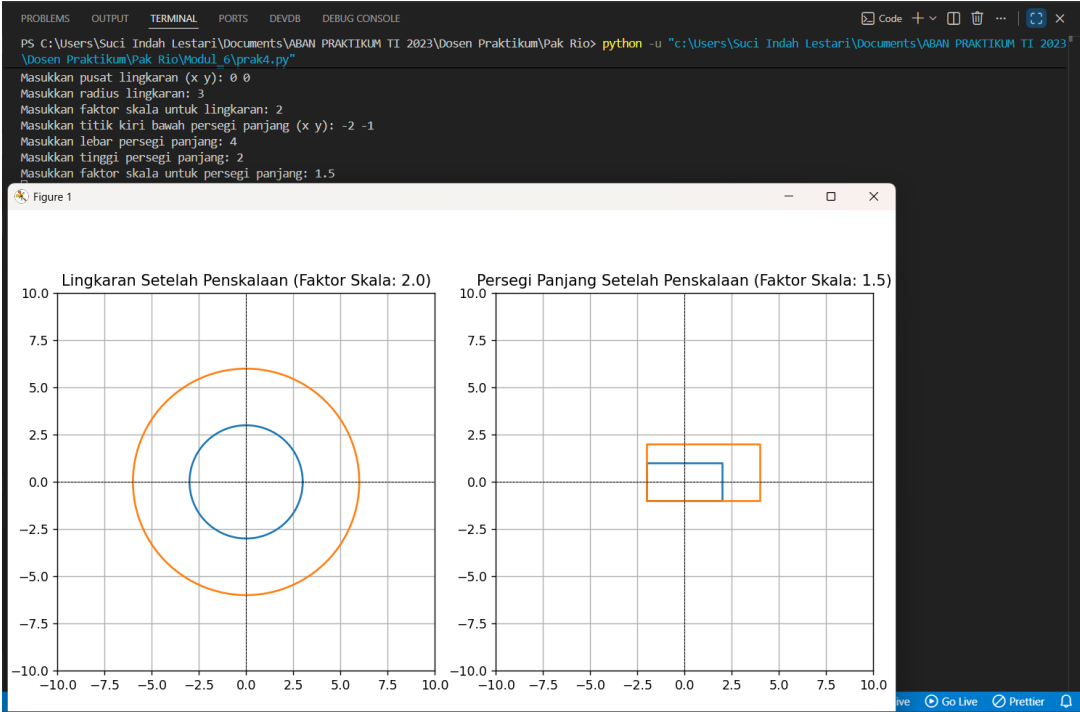 PROBLEMS OUTPUT TERMINAL PORTS DEVDB DEBUG CONSOLE Code
PS C:\Users\Suci Indah Lestari\Documents\ABAN PRAKTIKUM TI 2023\Dosen Praktikum\Pak Rio> python -u "c:\Users\Suci Indah Lestari\Documents\ABAN PRAKTIKUM TI 2023
\Dosen Praktikum\Pak Rio\Modul_6\prak4.py"
Masukkan pusat lingkaran (x y): 0 0
Masukkan radius lingkaran: 3
Masukkan faktor skala untuk lingkaran: 2
Masukkan titik kiri bawah persegi panjang (x y): -2 -1
Masukkan lebar persegi panjang: 4
Masukkan tinggi persegi panjang: 2
Masukkan faktor skala untuk persegi panjang: 1.5
Figure 1
Lingkaran Setelah Penskalaan (Faktor Skala: 2.0)
10.0
7.5
5.0
2.5
0.0
−2.5
−5.0
−7.5
−10.0
−10.0 −7.5 −5.0 −2.5 0.0 2.5 5.0 7.5 10.0
Persegi Panjang Setelah Penskalaan (Faktor Skala: 1.5)
10.0
7.5
5.0
2.5
0.0
−2.5
−5.0
−7.5
−10.0
−10.0 −7.5 −5.0 −2.5 0.0 2.5 5.0 7.5 10.0
ive Go Live Prettier